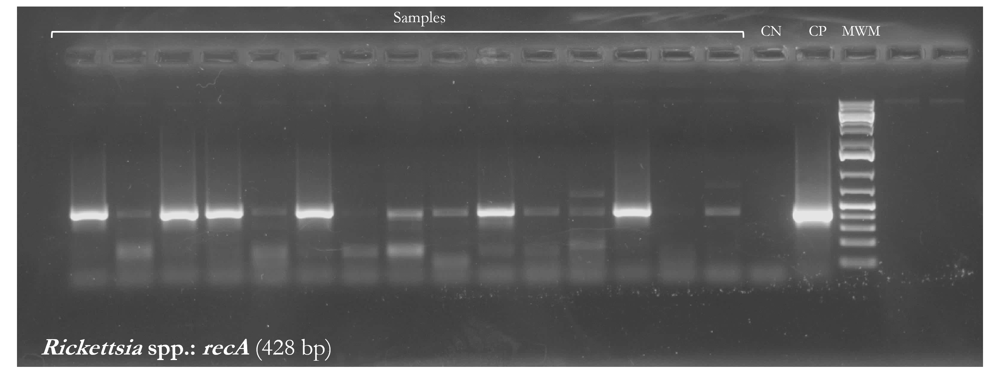 Samples
CN CP MWM
Rickettsia spp.: recA (428 bp)